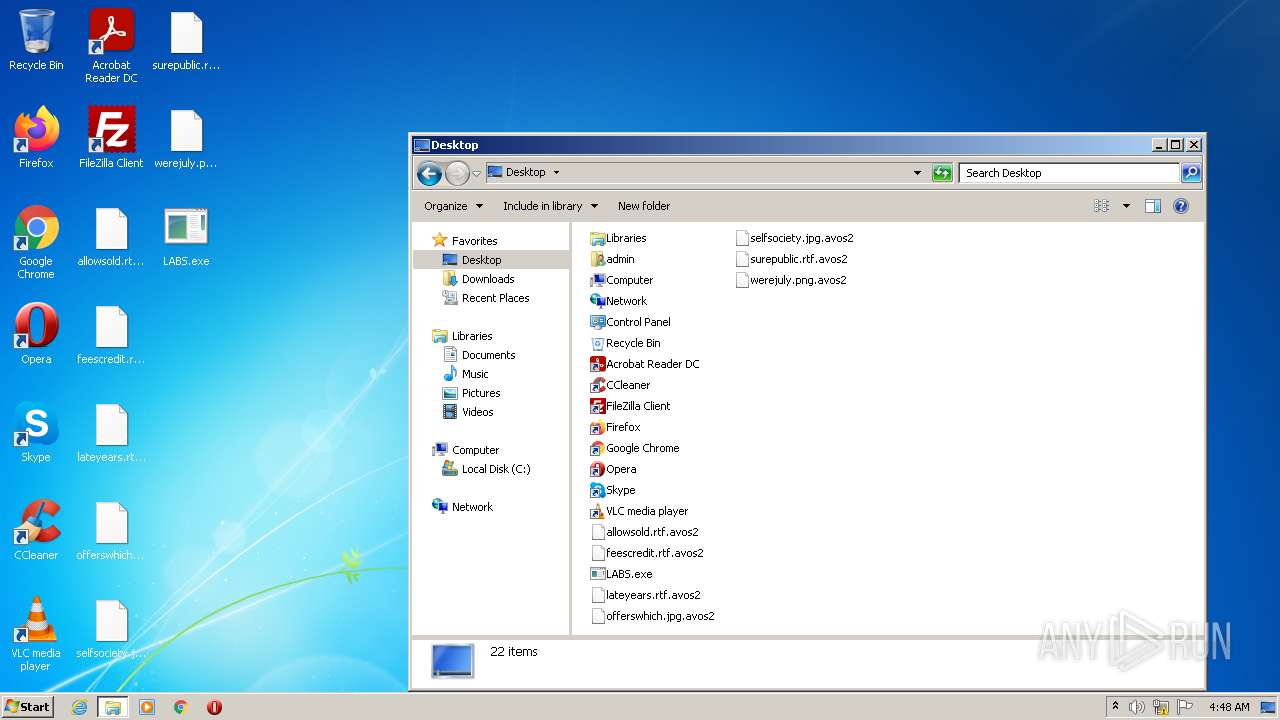 Recycle Bin
Acrobat
Reader DC
surepublic.r...
Firefox
FileZilla Client
werejuly.p...
Google
Chrome
allowsold.rt...
LABS.exe
Opera
feescredit.r...
Skype
lateyears.rt...
CCleaner
offerswhich...
VLC media
player
selfsociety.j...
Desktop
Desktop
Search Desktop
Organize
Include in library
New folder
Favorites
Desktop
Downloads
Recent Places
Libraries
Documents
Music
Pictures
Videos
Computer
Local Disk (C:)
Network
Libraries
admin
Computer
Network
Control Panel
Recycle Bin
Acrobat Reader DC
CCleaner
FileZilla Client
Firefox
Google Chrome
Opera
Skype
VLC media player
allowsold.rtf.avos2
feescredit.rtf.avos2
LABS.exe
lateyears.rtf.avos2
offerswhich.jpg.avos2
selfsociety.jpg.avos2
surepublic.rtf.avos2
werejuly.png.avos2
22 items
ANY RUN
Start
4:48 AM